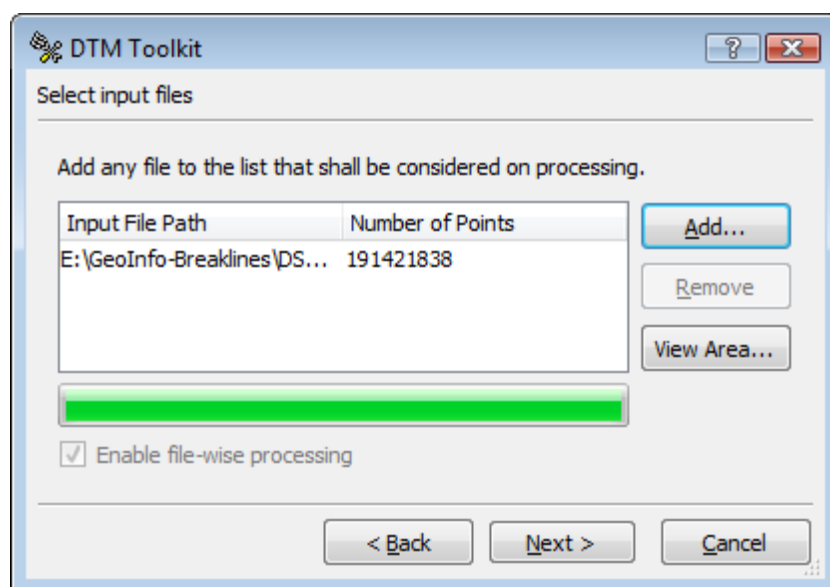 DTM Toolkit
Select input files
Add any file to the list that shall be considered on processing.
Input File Path Number of Points
Add...
E:\GeoInfo-Breaklines\DS... 191421838
Remove
View Area...
Enable file-wise processing
< Back Next > Cancel